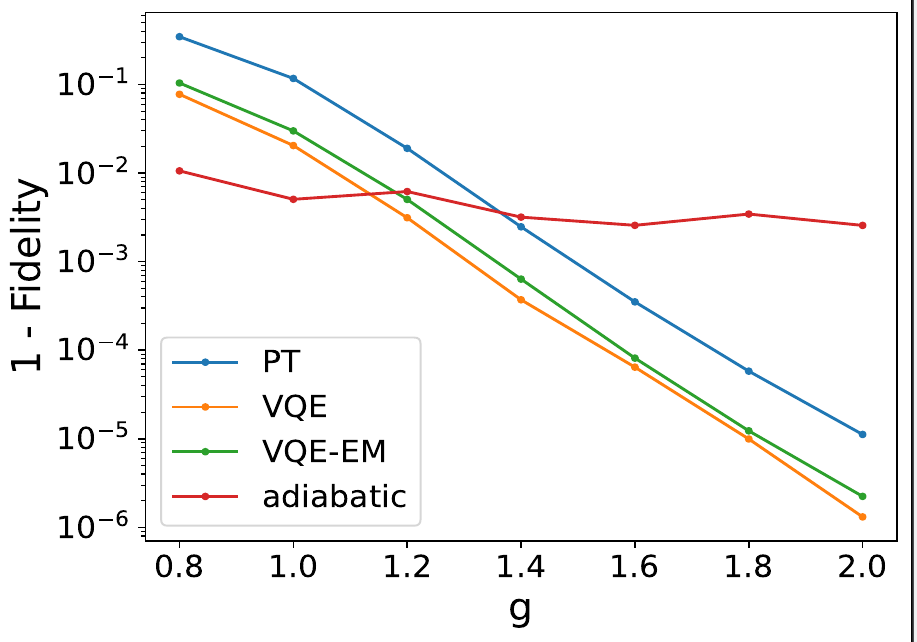 1 - Fidelity
10⁻¹
10⁻²
10⁻³
10⁻⁴
10⁻⁵
10⁻⁶
PT
VQE
VQE-EM
adiabatic
0.8 1.0 1.2 1.4 1.6 1.8 2.0
g